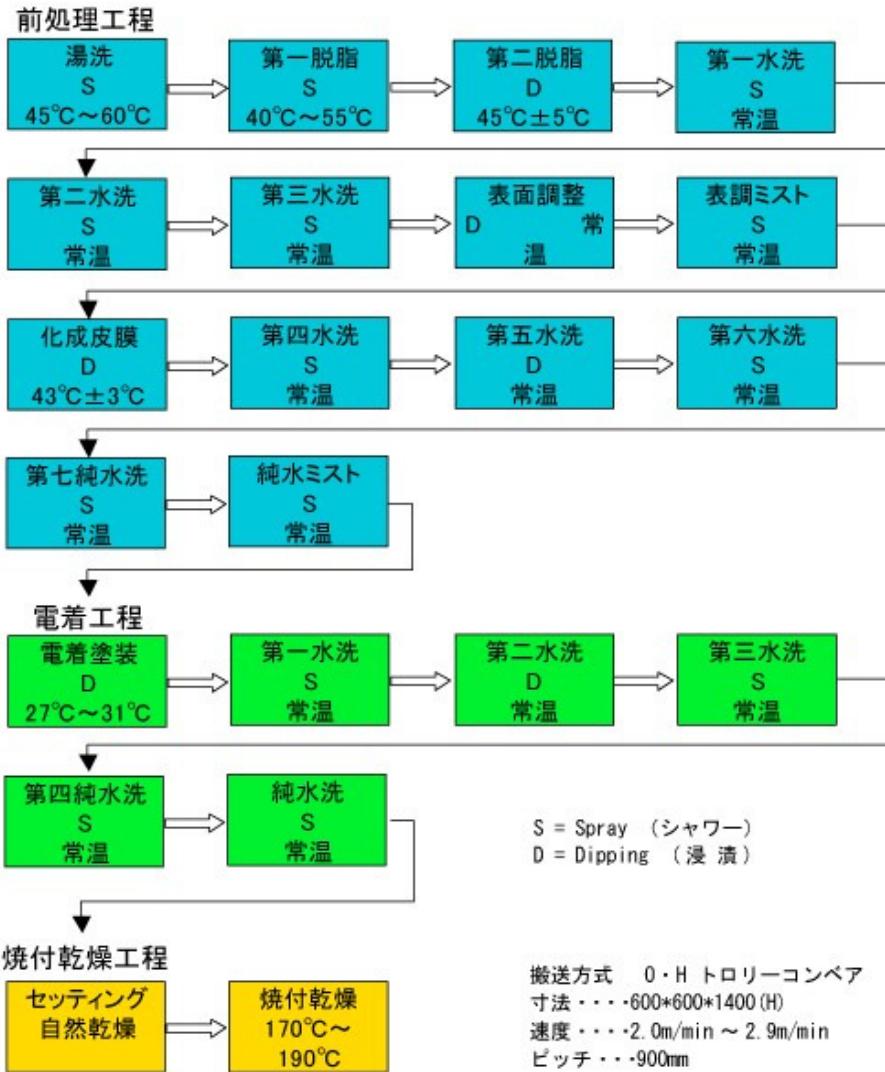 前処理工程
湯洗
S
45℃～60℃
第一脱脂
S
40℃～55℃
第二脱脂
D
45℃±5℃
第一水洗
S
常温
第二水洗
S
常温
第三水洗
S
常温
表面調整
D 常
温
表調ミスト
S
常温
化成皮膜
D
43℃±3℃
第四水洗
S
常温
第五水洗
D
常温
第六水洗
S
常温
第七純水洗
S
常温
純水ミスト
S
常温
電着工程
電着塗装
D
27℃～31℃
第一水洗
S
常温
第二水洗
D
常温
第三水洗
S
常温
第四純水洗
S
常温
純水洗
S
常温
S = Spray （シャワー）
D = Dipping （浸 漬）
焼付乾燥工程
セッティング
自然乾燥
焼付乾燥
170℃～
190℃
搬送方式 O・H トロリーコンベア
寸法・・・・600*600*1400(H)
速度・・・・2.0m/min ～ 2.9m/min
ピッチ・・・900mm